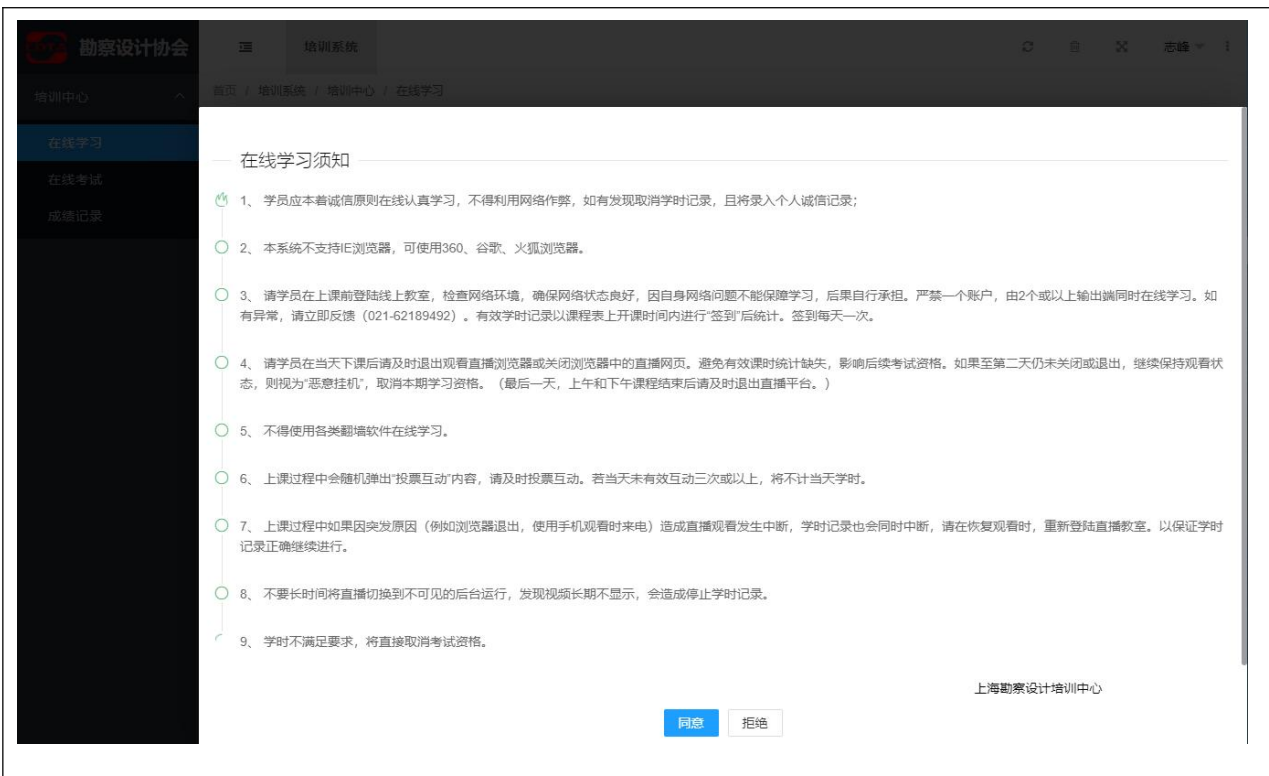 勘察设计协会
培训系统
志峰
培训中心
首页 / 培训系统 / 培训中心 / 在线学习
在线学习
在线考试
成绩记录
在线学习须知
1、 学员应本着诚信原则在线认真学习，不得利用网络作弊，如有发现取消学时记录，且将录入个人诚信记录；
2、 本系统不支持IE浏览器，可使用360、谷歌、火狐浏览器。
3、 请学员在上课前登陆线上教室，检查网络环境，确保网络状态良好，因自身网络问题不能保障学习，后果自行承担。严禁一个账户，由2个或以上输出端同时在线学习。如
有异常，请立即反馈（021-62189492）。有效学时记录以课程表上开课时间内进行“签到”后统计。签到每天一次。
4、 请学员在当天下课后请及时退出观看直播浏览器或关闭浏览器中的直播网页。避免有效课时统计缺失，影响后续考试资格。如果至第二天仍未关闭或退出，继续保持观看状
态，则视为“恶意挂机”，取消本期学习资格。（最后一天，上午和下午课程结束后请及时退出直播平台。）
5、 不得使用各类翻墙软件在线学习。
6、 上课过程中会随机弹出“投票互动”内容，请及时投票互动。若当天未有效互动三次或以上，将不计当天学时。
7、 上课过程中如果因突发原因（例如浏览器退出，使用手机观看时来电）造成直播观看发生中断，学时记录也会同时中断，请在恢复观看时，重新登陆直播教室。以保证学时
记录正确继续进行。
8、 不要长时间将直播切换到不可见的后台运行，发现视频长期不显示，会造成停止学时记录。
9、 学时不满足要求，将直接取消考试资格。
上海勘察设计培训中心
同意
拒绝